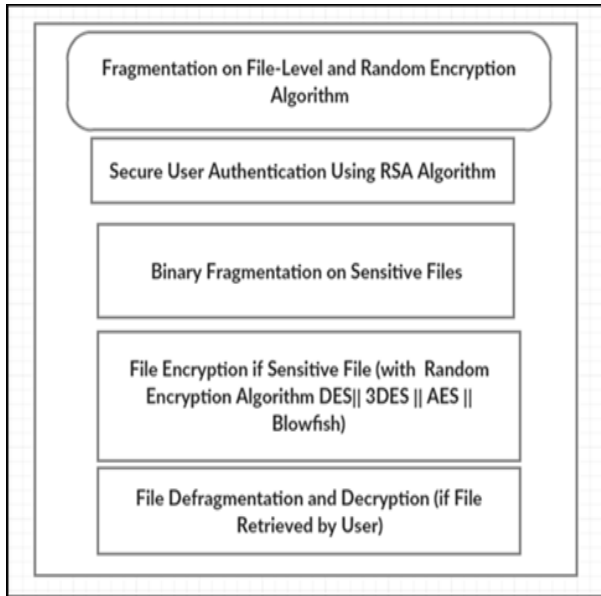 Fragmentation on File-Level and Random Encryption
Algorithm
Secure User Authentication Using RSA Algorithm
Binary Fragmentation on Sensitive Files
File Encryption if Sensitive File (with Random
Encryption Algorithm DES|| 3DES || AES ||
Blowfish)
File Defragmentation and Decryption (if File
Retrieved by User)